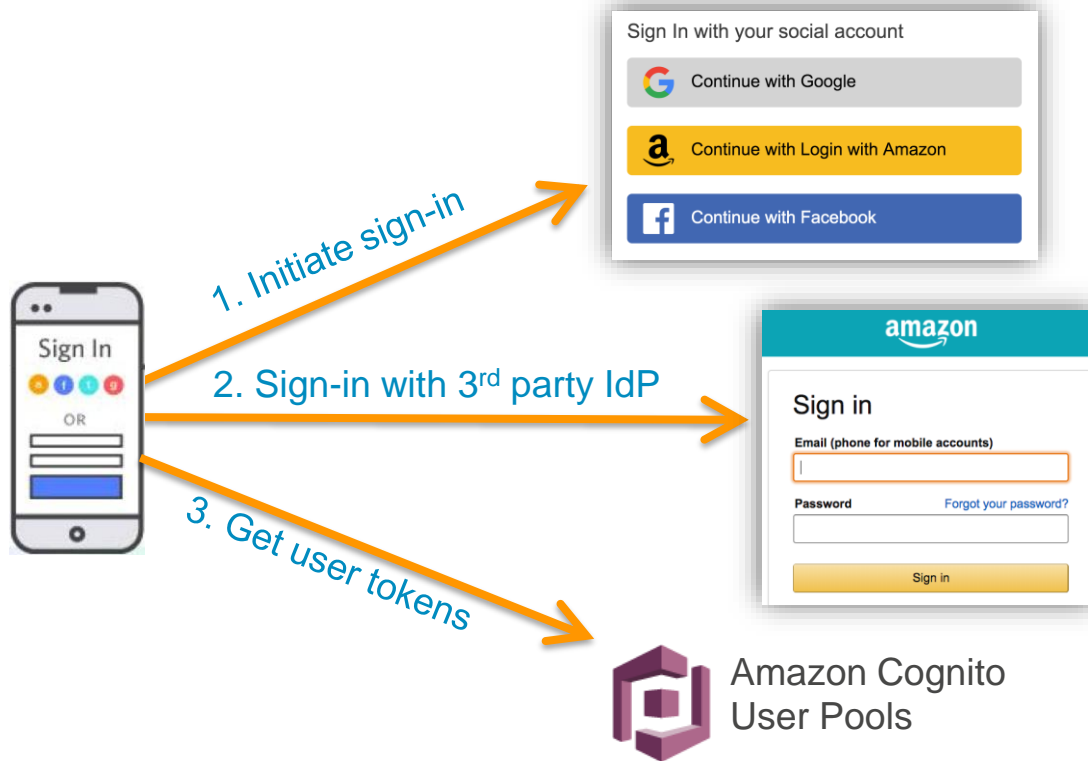 Sign In with your social account
Continue with Google
a
Continue with Login with Amazon
f
Continue with Facebook
1. Initiate sign-in
Sign In
a f t g
OR
2. Sign-in with 3rd party IdP
amazon
Sign in
Email (phone for mobile accounts)
Password Forgot your password?
Sign in
3. Get user tokens
Amazon Cognito
User Pools